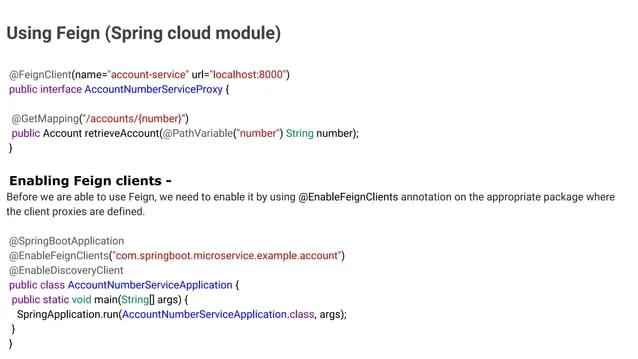 Using Feign (Spring cloud module)
@FeignClient(name="account-service" url="localhost:8000")
public interface AccountNumberServiceProxy {
@GetMapping("/accounts/{number}")
public Account retrieveAccount(@PathVariable("number") String number);
}
Enabling Feign clients -
Before we are able to use Feign, we need to enable it by using @EnableFeignClients annotation on the appropriate package where
the client proxies are defined.
@SpringBootApplication
@EnableFeignClients("com.springboot.microservice.example.account")
@EnableDiscoveryClient
public class AccountNumberServiceApplication {
public static void main(String[] args) {
SpringApplication.run(AccountNumberServiceApplication.class, args);
}
}